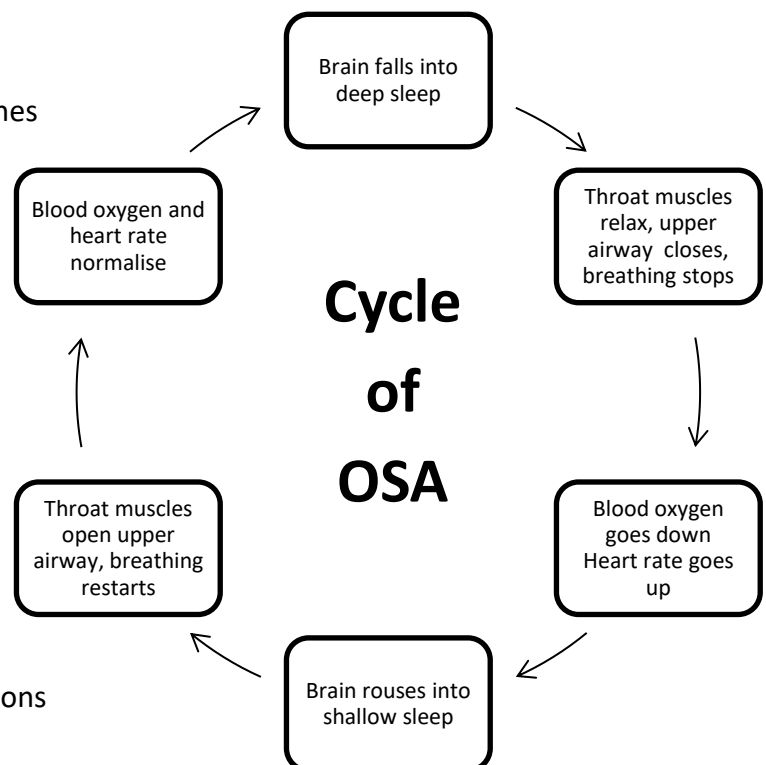 Brain falls into
deep sleep
nes
Throat muscles
relax, upper
airway closes,
breathing stops
Blood oxygen and
heart rate
normalise
Cycle
of
OSA
Blood oxygen
goes down
Heart rate goes
up
Throat muscles
open upper
airway, breathing
restarts
Brain rouses into
shallow sleep
ons